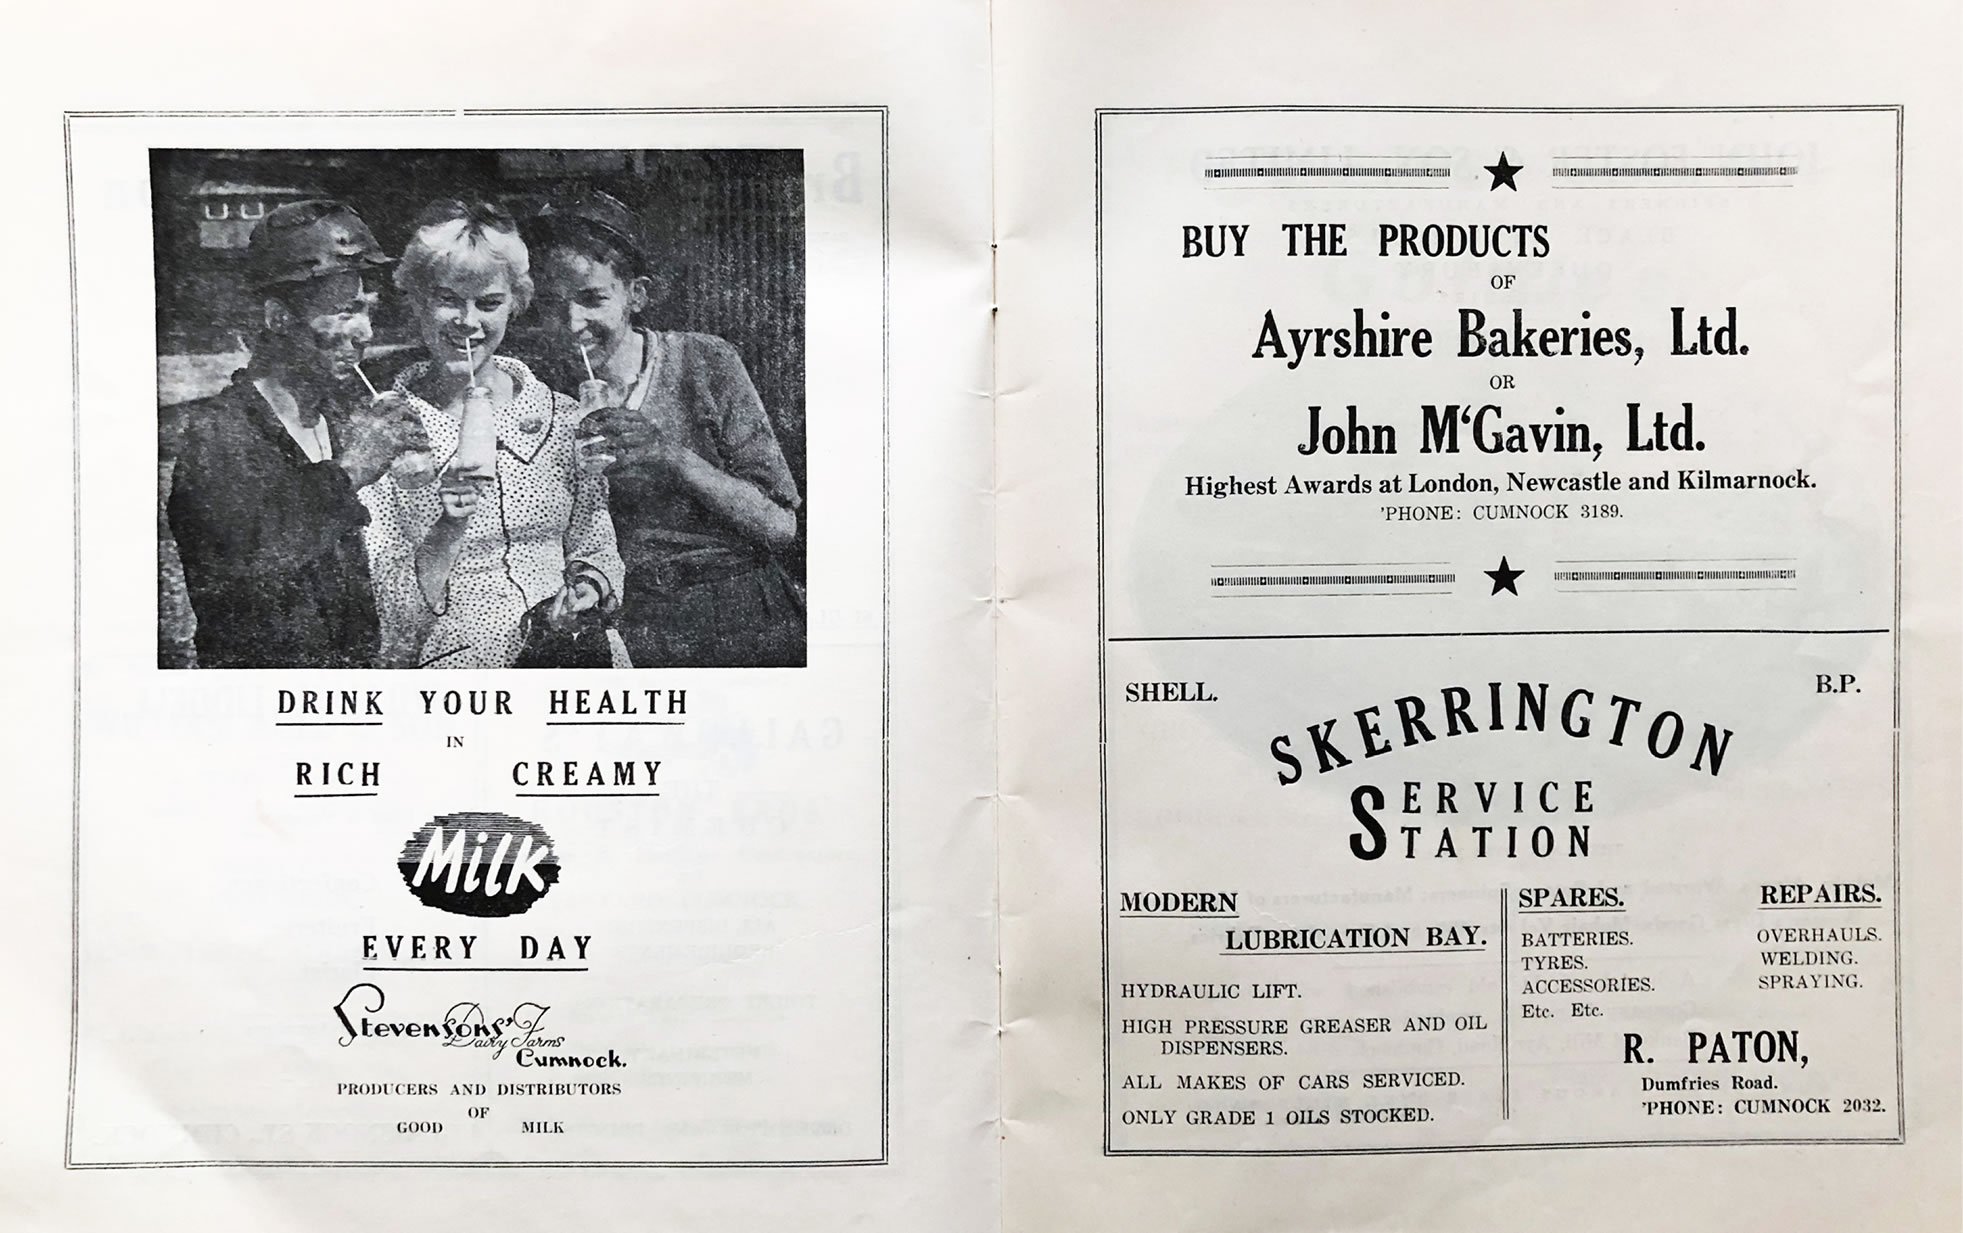 DRINK YOUR HEALTH
IN
RICH CREAMY
Milk
EVERY DAY
Stevensons'
Dairy Farms
Cumnock.
PRODUCERS AND DISTRIBUTORS
OF
GOOD MILK
BUY THE PRODUCTS
OF
Ayrshire Bakeries, Ltd.
OR
John M‘Gavin, Ltd.
Highest Awards at London, Newcastle and Kilmarnock.
'PHONE: CUMNOCK 3189.
SHELL.
B.P.
SKERRINGTON
SERVICE
STATION
MODERN
LUBRICATION BAY.
HYDRAULIC LIFT.
HIGH PRESSURE GREASER AND OIL
DISPENSERS.
ALL MAKES OF CARS SERVICED.
ONLY GRADE 1 OILS STOCKED.
SPARES.
BATTERIES.
TYRES.
ACCESSORIES.
Etc. Etc.
REPAIRS.
OVERHAULS.
WELDING.
SPRAYING.
R. PATON,
Dumfries Road.
'PHONE: CUMNOCK 2032.